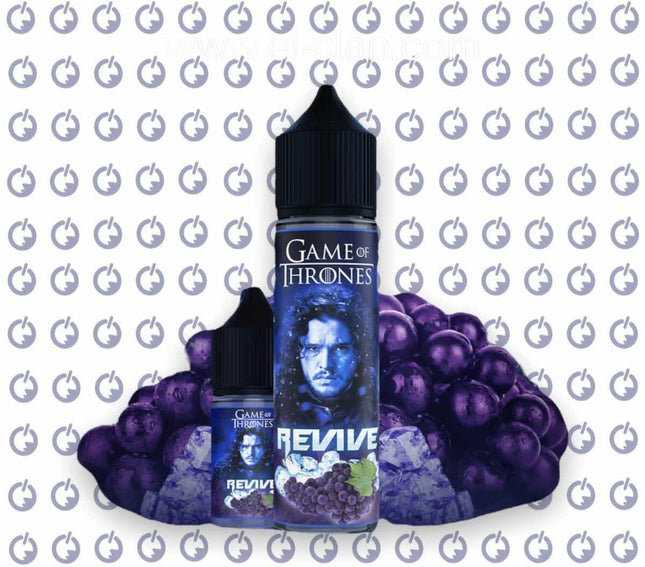 www.el-clan.com
GAME OF
THRONES
REVIVE
GAME OF
THRONES
REVIVE